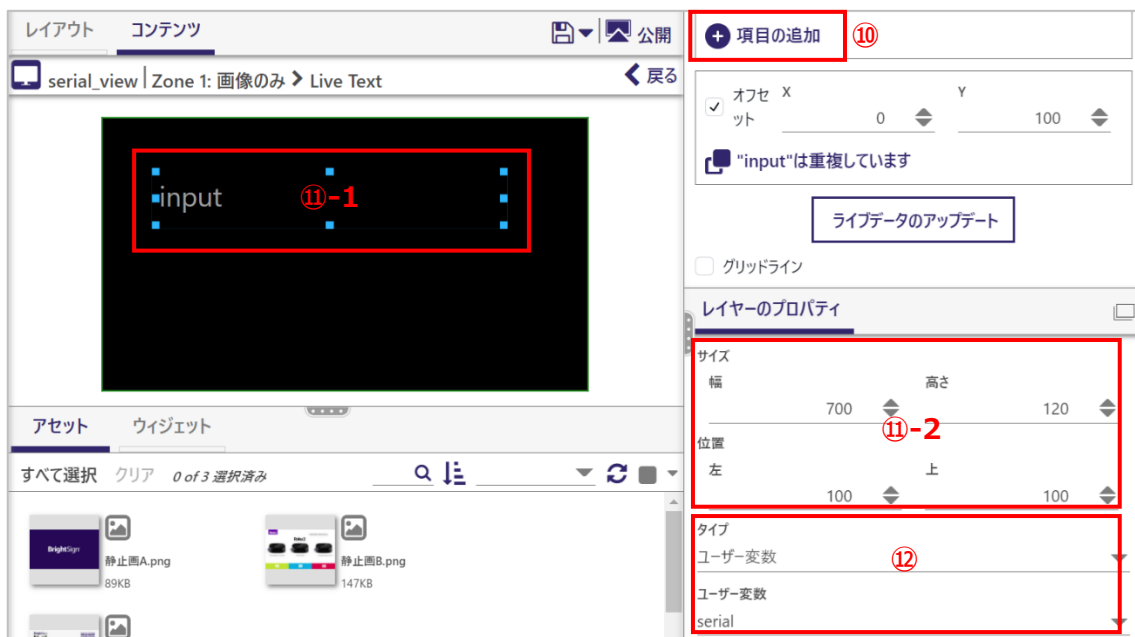 レイアウト コンテンツ 公開
serial_view Zone 1: 画像のみ Live Text 戻る
input
⑪-1
アセット ウィジェット
すべて選択 クリア 0 of 3 選択済み
BrightSign
静止画A.png
89KB
静止画B.png
147KB
項目の追加 ⑩
オフセ
ット
X
0
Y
100
"input"は重複しています
ライブデータのアップデート
グリッドライン
レイヤーのプロパティ
サイズ
幅 高さ
700 120
⑪-2
位置
左 上
100 100
タイプ
ユーザー変数 ⑫
ユーザー変数
serial